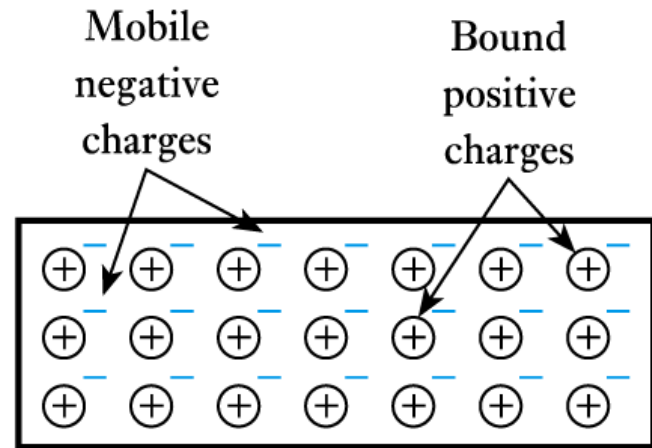 Mobile
negative
charges
Bound
positive
charges